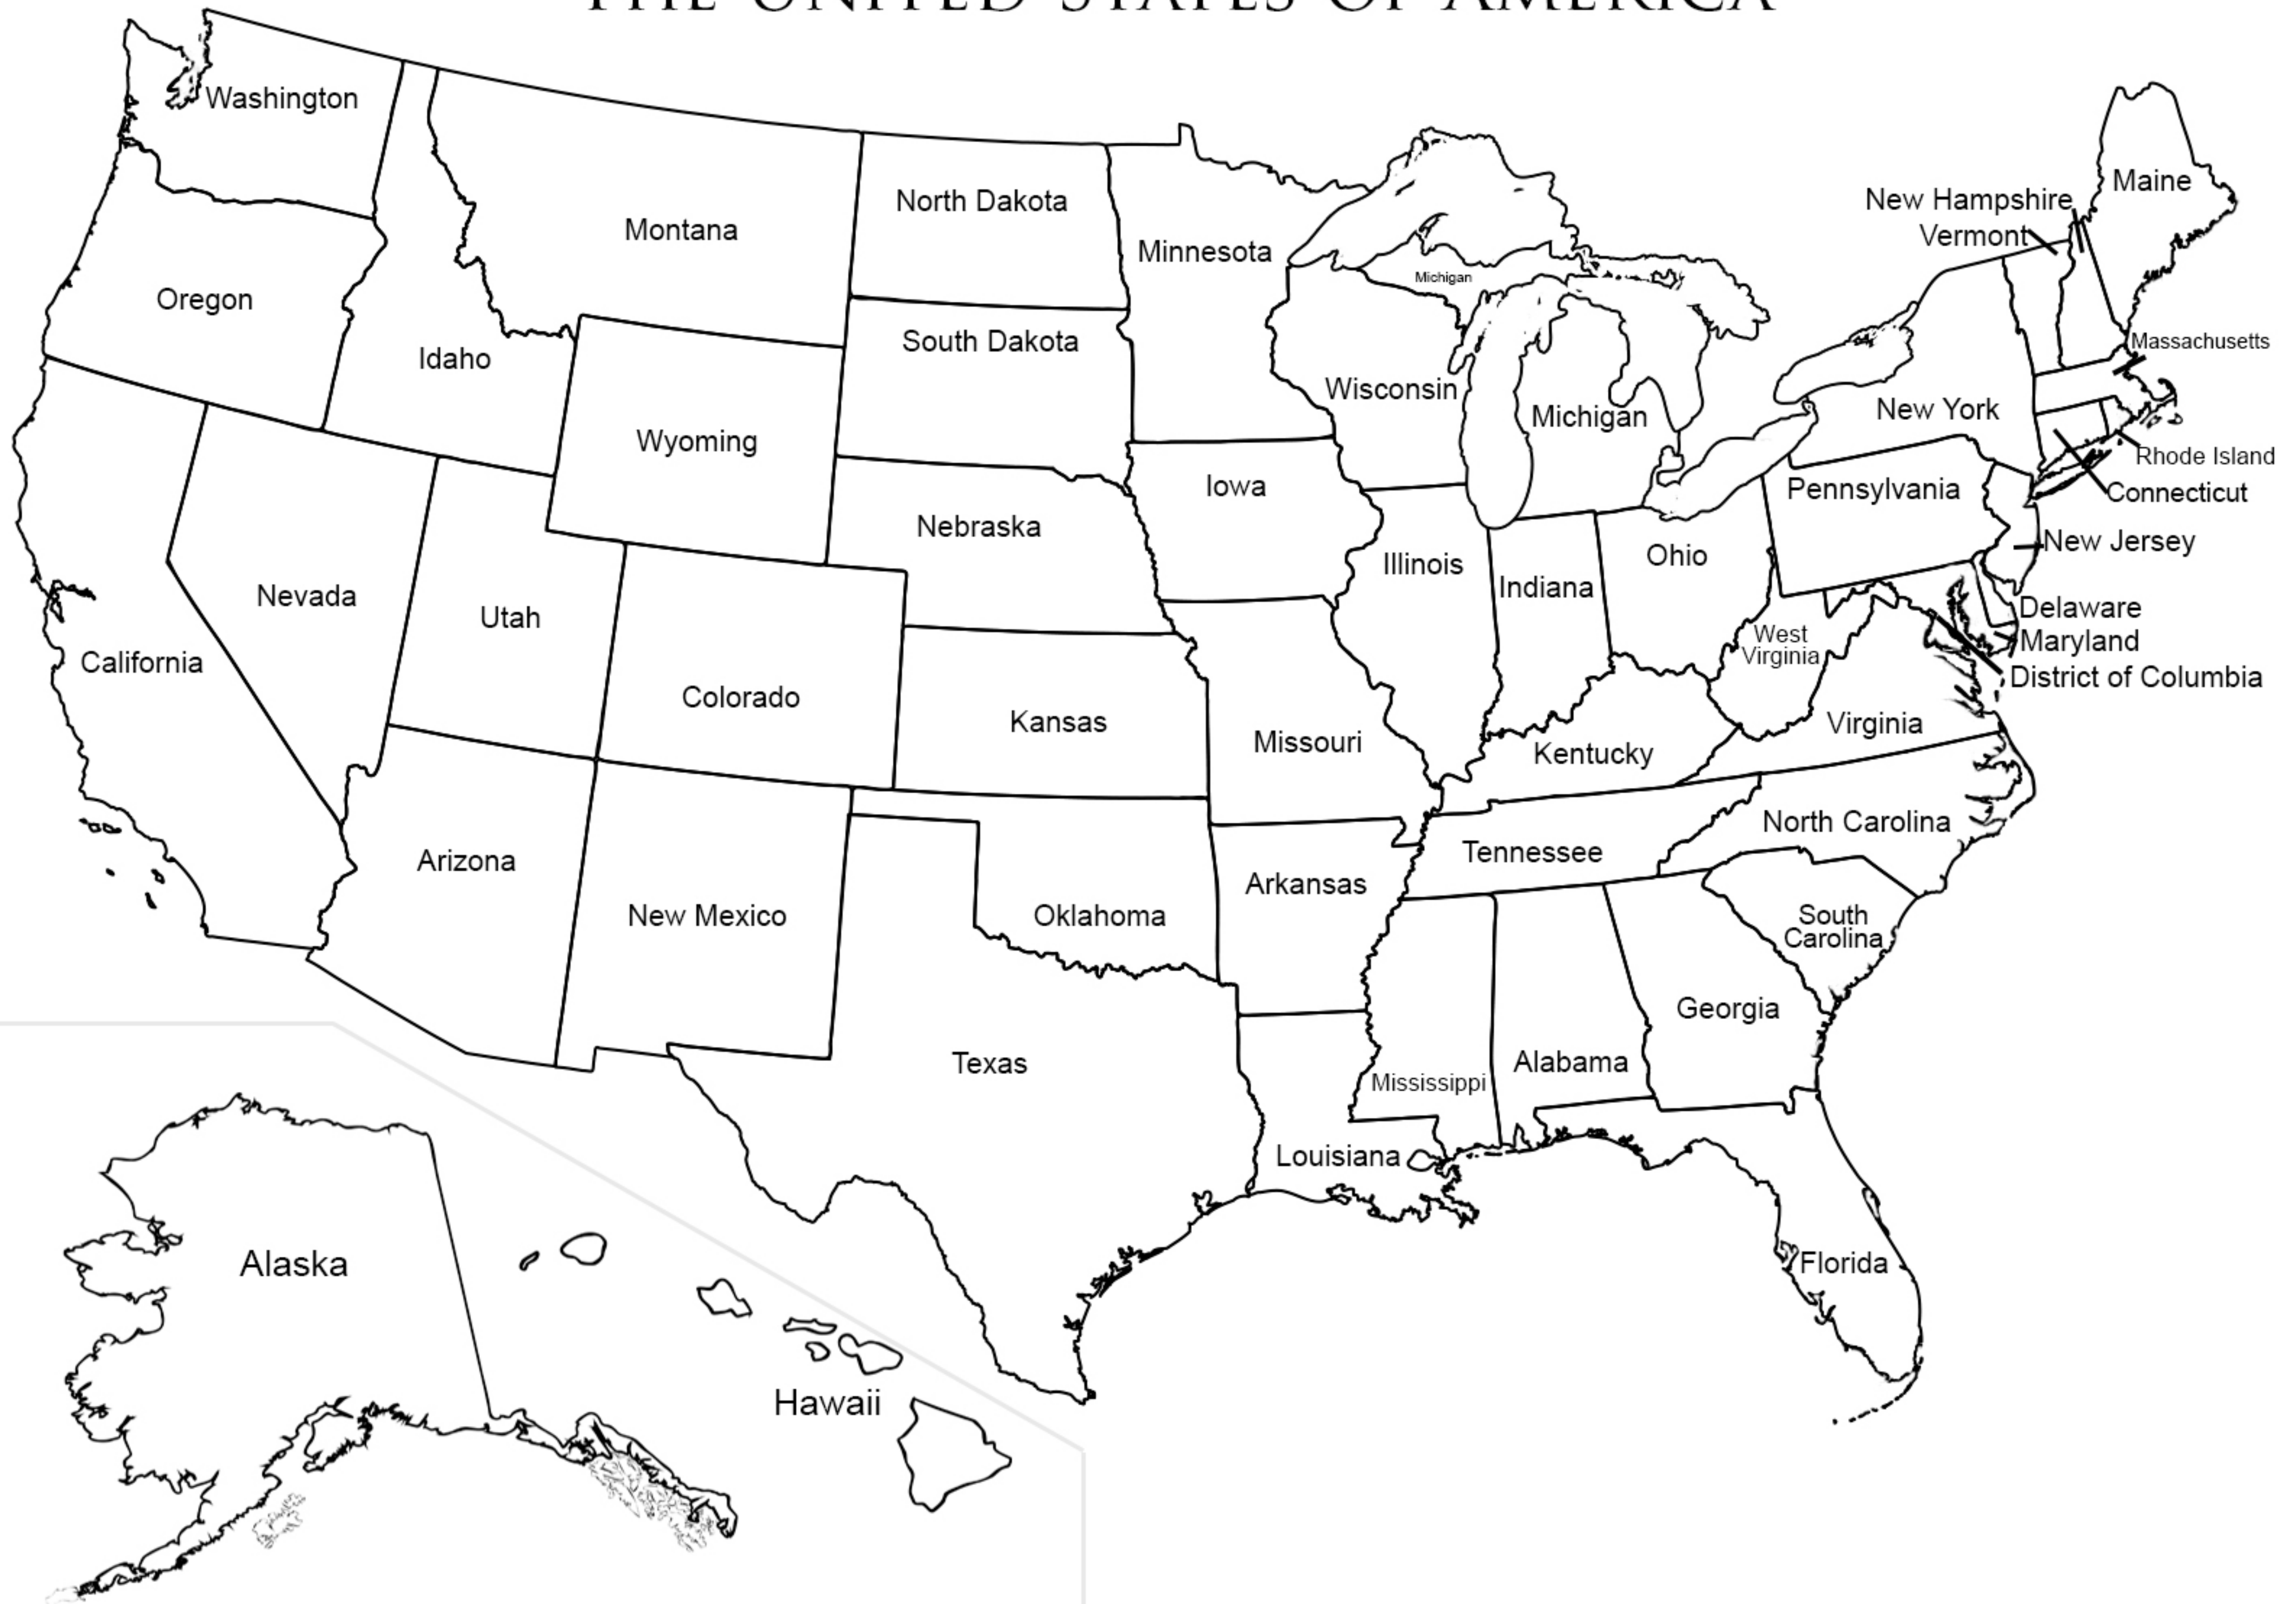 THE UNITED STATES OF AMERICA
Washington
Montana
North Dakota
Minnesota
Maine
New Hampshire
Vermont
Oregon
Idaho
South Dakota
Michigan
Massachusetts
Wyoming
Wisconsin
Michigan
New York
Rhode Island
Connecticut
Iowa
Nebraska
Pennsylvania
New Jersey
Nevada
Utah
Illinois
Indiana
Ohio
Delaware
Maryland
District of Columbia
California
Colorado
Kansas
Missouri
West
Virginia
Kentucky
Virginia
Arizona
New Mexico
Oklahoma
Arkansas
Tennessee
North Carolina
South
Carolina
Texas
Mississippi
Alabama
Georgia
Louisiana
Florida
Alaska
Hawaii